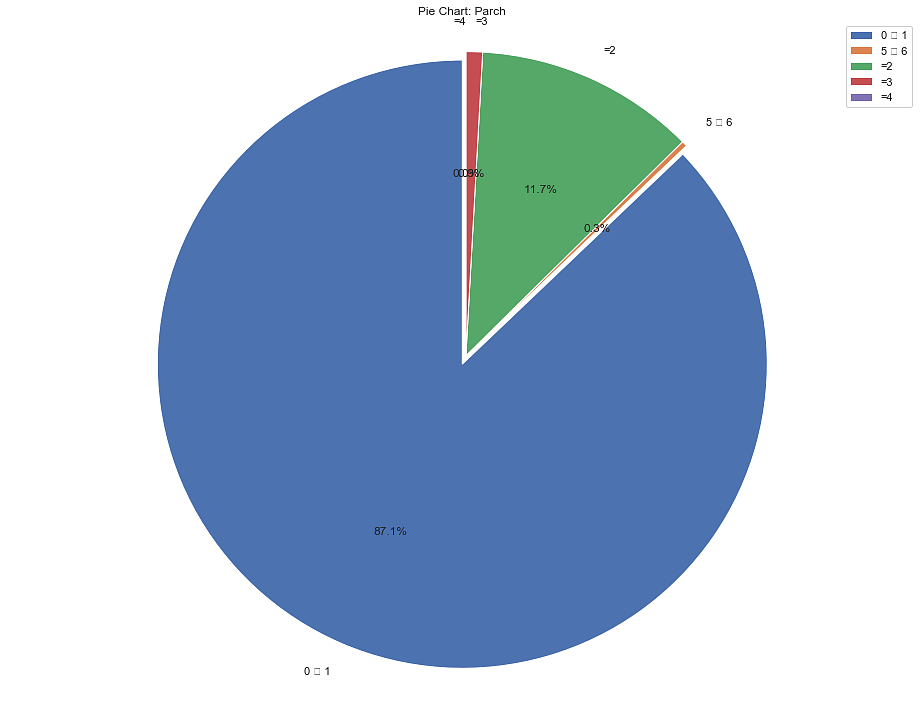 Pie Chart: Parch
=4 =3
=2
5 □ 6
11.7%
0.3%
87.1%
0 □ 1
0 □ 1
5 □ 6
=2
=3
=4